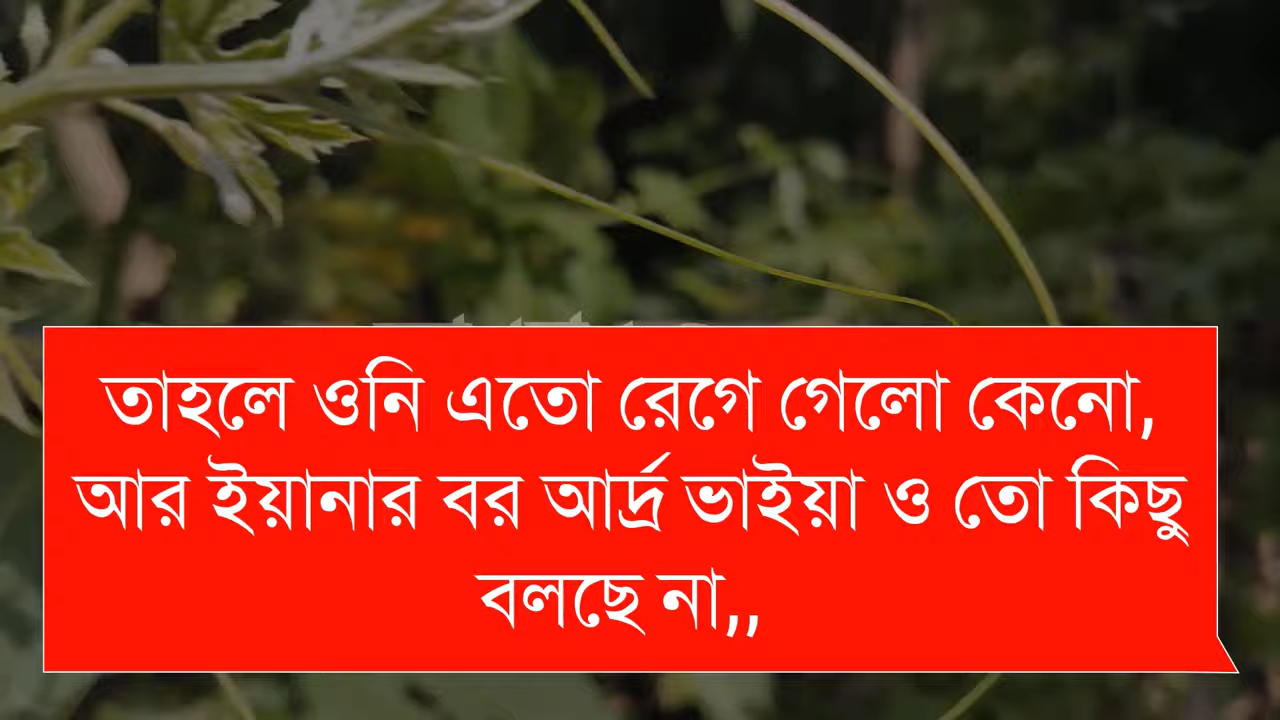 তাহলে ওনি এতো রেগে গেলো কেনো,
আর ইয়ানার বর আর্দ্র ভাইয়া ও তো কিছু
বলছে না,,